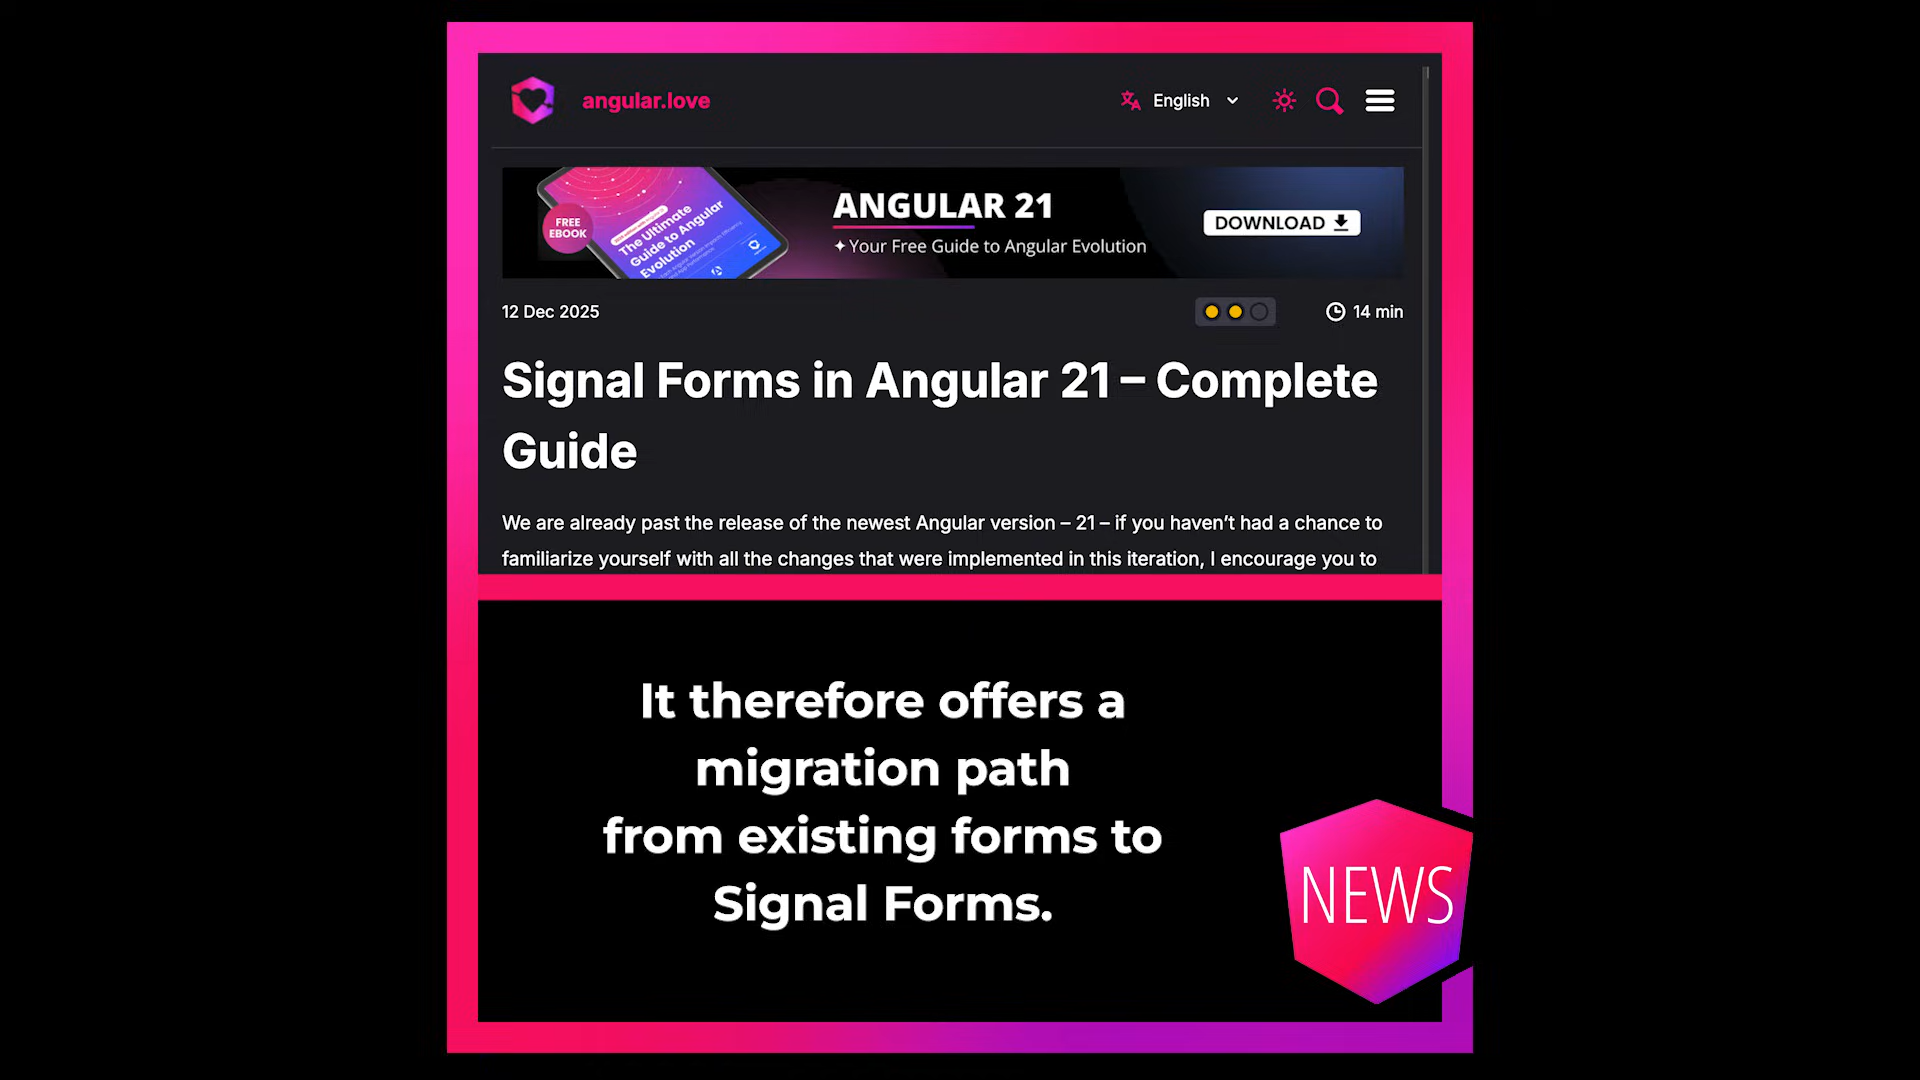 angular.love
English
FREE
EBOOK
The Ultimate
Guide to Angular
Evolution
ANGULAR 21
✦Your Free Guide to Angular Evolution
DOWNLOAD
12 Dec 2025
14 min
Signal Forms in Angular 21 – Complete
Guide
We are already past the release of the newest Angular version – 21 – if you haven’t had a chance to
familiarize yourself with all the changes that were implemented in this iteration, I encourage you to
It therefore offers a
migration path
from existing forms to
Signal Forms.
NEWS